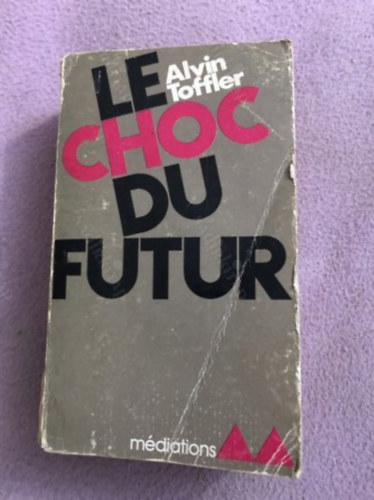 LE
Alvin
Toffler
CHOC
DU
FUTUR
médiations